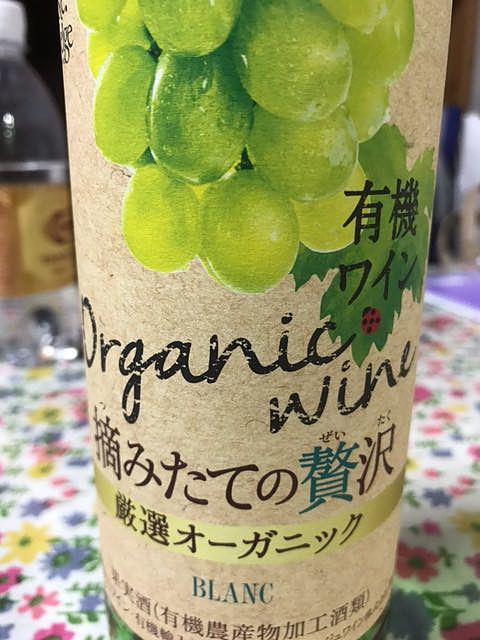 有機
ワイン
Organic
wine
ぜい たく
摘みたての贅沢
厳選オーガニック
BLANC
果実酒(有機農産物加工酒類)